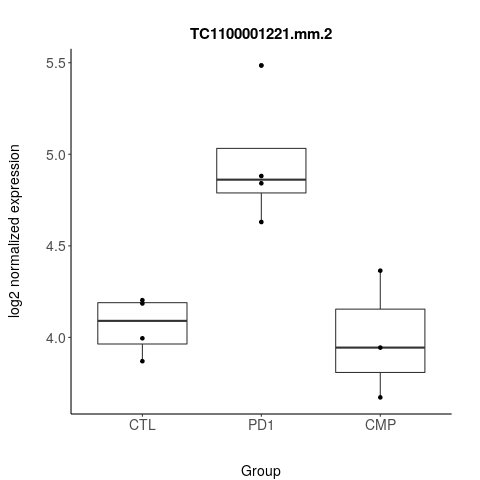 TC1100001221.mm.2
5.5
5.0
4.5
4.0
log2 normalized expression
CTL
PD1
CMP
Group